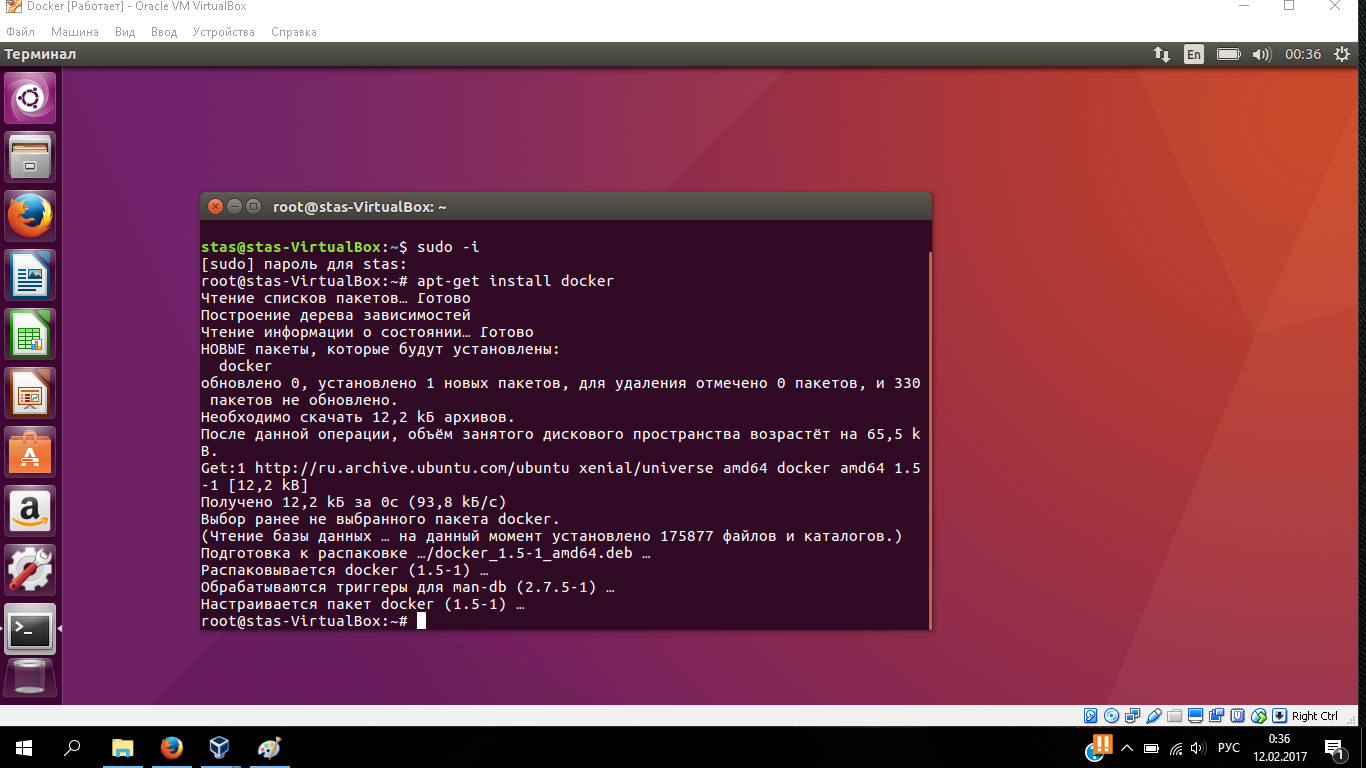 Docker [Работает] - Oracle VM VirtualBox
Файл Машина Вид Ввод Устройства Справка
Терминал En 00:36
root@stas-VirtualBox: ~
stas@stas-VirtualBox:~$ sudo -i
[sudo] пароль для stas:
root@stas-VirtualBox:~# apt-get install docker
Чтение списков пакетов… Готово
Построение дерева зависимостей
Чтение информации о состоянии… Готово
НОВЫЕ пакеты, которые будут установлены:
docker
обновлено 0, установлено 1 новых пакетов, для удаления отмечено 0 пакетов, и 330
пакетов не обновлено.
Необходимо скачать 12,2 kБ архивов.
После данной операции, объём занятого дискового пространства возрастёт на 65,5 k
B.
Get:1 http://ru.archive.ubuntu.com/ubuntu xenial/universe amd64 docker amd64 1.5
-1 [12,2 kB]
Получено 12,2 kБ за 0с (93,8 kБ/c)
Выбор ранее не выбранного пакета docker.
(Чтение базы данных … на данный момент установлено 175877 файлов и каталогов.)
Подготовка к распаковке …/docker_1.5-1_amd64.deb …
Распаковывается docker (1.5-1) …
Обрабатываются триггеры для man-db (2.7.5-1) …
Настраивается пакет docker (1.5-1) …
root@stas-VirtualBox:~#
Right Ctrl
РУС
0:36
12.02.2017
1